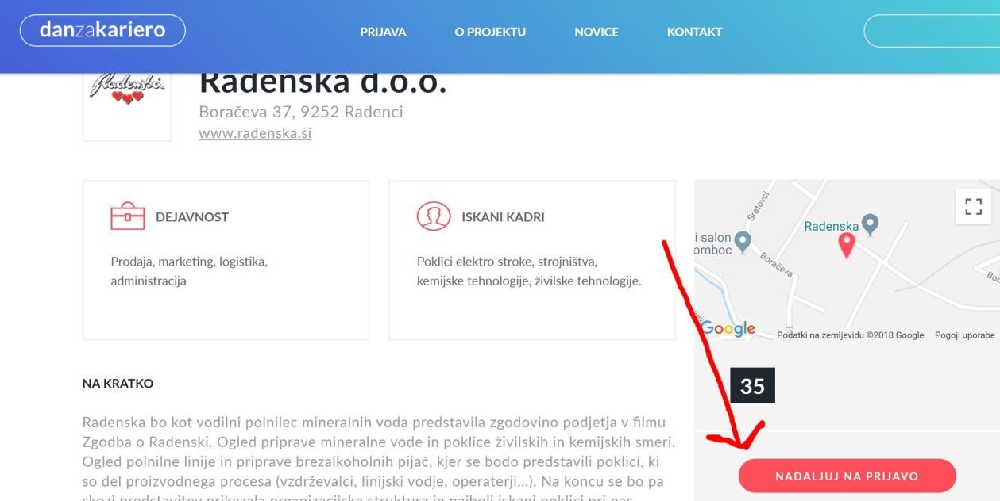 danzakariero
PRIJAVA
O PROJEKTU
NOVICE
KONTAKT
Radenska
Radenska d.o.o.
Boračeva 37, 9252 Radenci
www.radenska.si
DEJAVNOST
Prodaja, marketing, logistika,
administracija
ISKANI KADRI
Poklici elektro stroke, strojništva,
kemijske tehnologije, živilske tehnologije.
Šratovci
Radenska
i salon
omboc
Boračeva
Google
Podatki na zemljevidu ©2018 Google
Pogoji uporabe
35
NADALJUJ NA PRIJAVO
NA KRATKO
Radenska bo kot vodilni polnilec mineralnih voda predstavila zgodovino podjetja v filmu
Zgodba o Radenski. Ogled priprave mineralne vode in poklice živilskih in kemijskih smeri.
Ogled polnilne linije in priprave brezalkoholnih pijač, kjer se bodo predstavili poklici, ki
so del proizvodnega procesa (vzdrževalci, linijski vodje, operaterji...). Na koncu se bo pa
skozi predstavitev prikazala organizacijska struktura in najbolj iskani poklici pri nas.